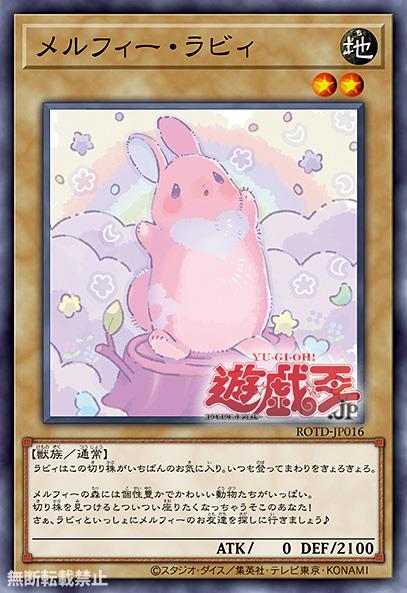 メルフィー・ラビィ
地
YU-GI-OH!
遊戯王.jp
ROTD-JP016
【獣族／通常】
ラビィはこの切り株がいちばんのお気に入り。いつも登ってまわりをきょろきょろ。
メルフィーの森には個性豊かでかわいい動物たちがいっぱい。
切り株を見つけるとついつい座りたくなっちゃうそこのあなた！
さぁ、ラビィといっしょにメルフィーのお友達を探しに行きましょう♪
ATK/ 0 DEF/2100
無断転載禁止
©スタジオ・ダイス／集英社・テレビ東京・KONAMI